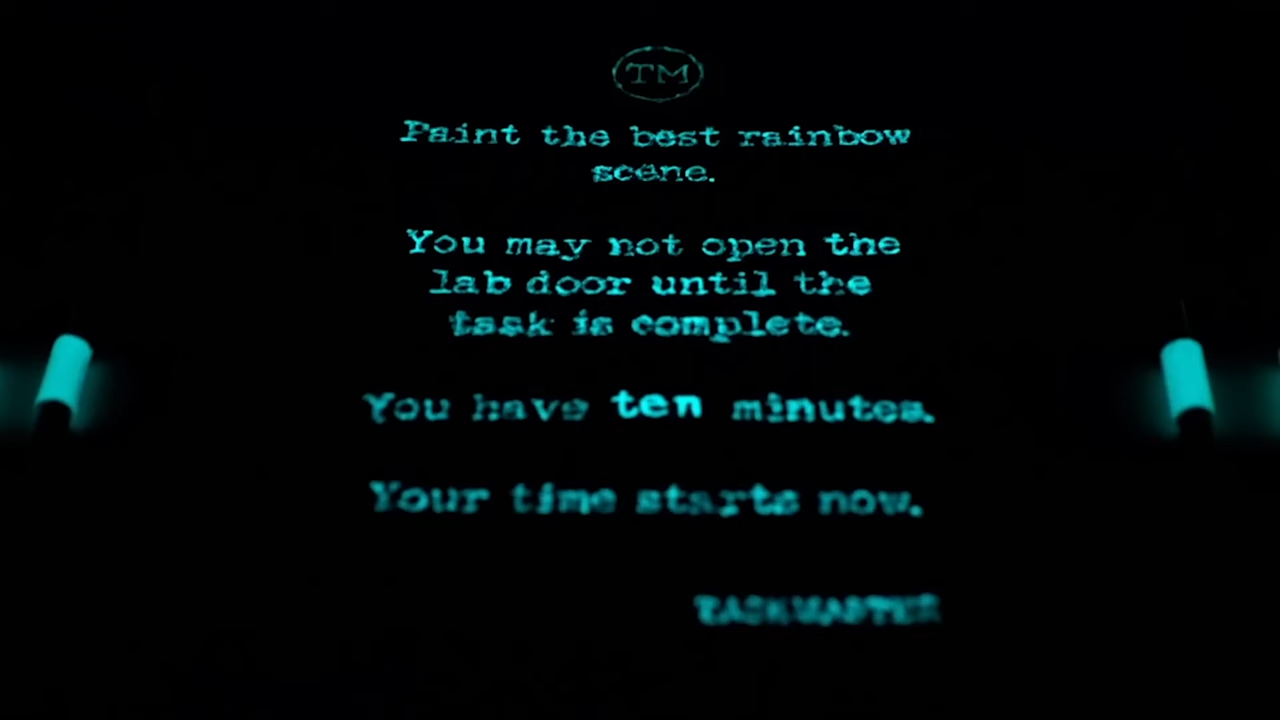 TM
Paint the best rainbow
scene.
You may not open the
lab door until the
task is complete.
You have ten minutes.
Your time starts now.
TASKMASTER